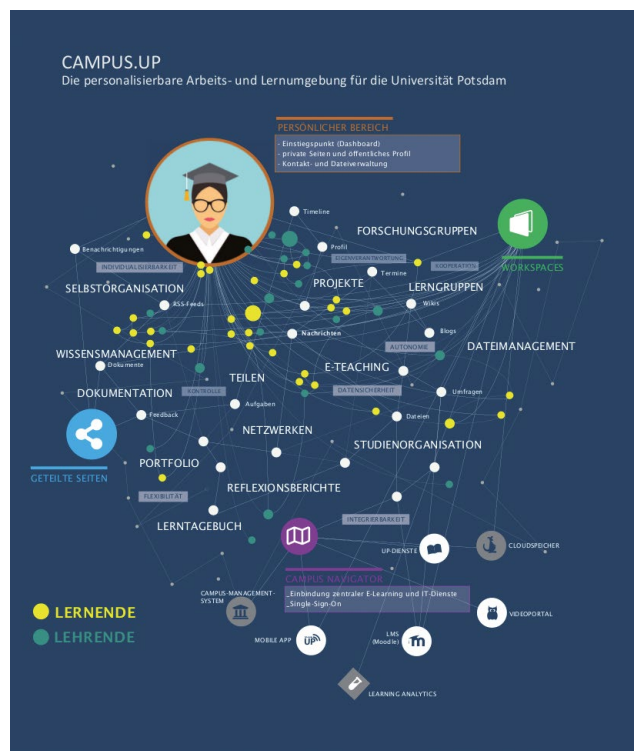 CAMPUS.UP
Die personalisierbare Arbeits- und Lernumgebung für die Universität Potsdam
PERSÖNLICHER BEREICH
- Einstiegspunkt (Dashboard)
- private Seiten und öffentliches Profil
- Kontakt- und Dateiverwaltung
Timeline
FORSCHUNGSGRUPPEN
Benachrichtigungen
Profil
EIGENVERANTWORTUNG
INDIVIDUALISIERBARKEIT
KOOPERATIV
WORKSPACES
Termine
PROJEKTE
LERNGRUPPEN
SELBSTORGANISATION
RSS-Feeds
Wikis
Nachrichten
Blogs
AUTONOMIE
DATEIMANAGEMENT
WISSENSMANAGEMENT
Dokumente
TEILEN
E-TEACHING
DOKUMENTATION
KONTROLLE
DATENSICHERHEIT
Umfragen
Aufgaben
Feedback
Dateien
NETZWERKEN
STUDIENORGANISATION
PORTFOLIO
GETEILTE SEITEN
REFLEXIONSBERICHTE
FLEXIBILITÄT
LERNTAGEBUCH
INTEGRIERBARKEIT
UP-DIENSTE
CLOUDSPEICHER
CAMPUS NAVIGATOR
_Einbindung zentraler E-Learning und IT-Dienste
_Single-Sign-On
CAMPUS-MANAGEMENT-
SYSTEM
VIDEOPORTAL
LERNENDE
LEHRENDE
MOBILE APP
UP
LMS
(Moodle)
m
LEARNING ANALYTICS